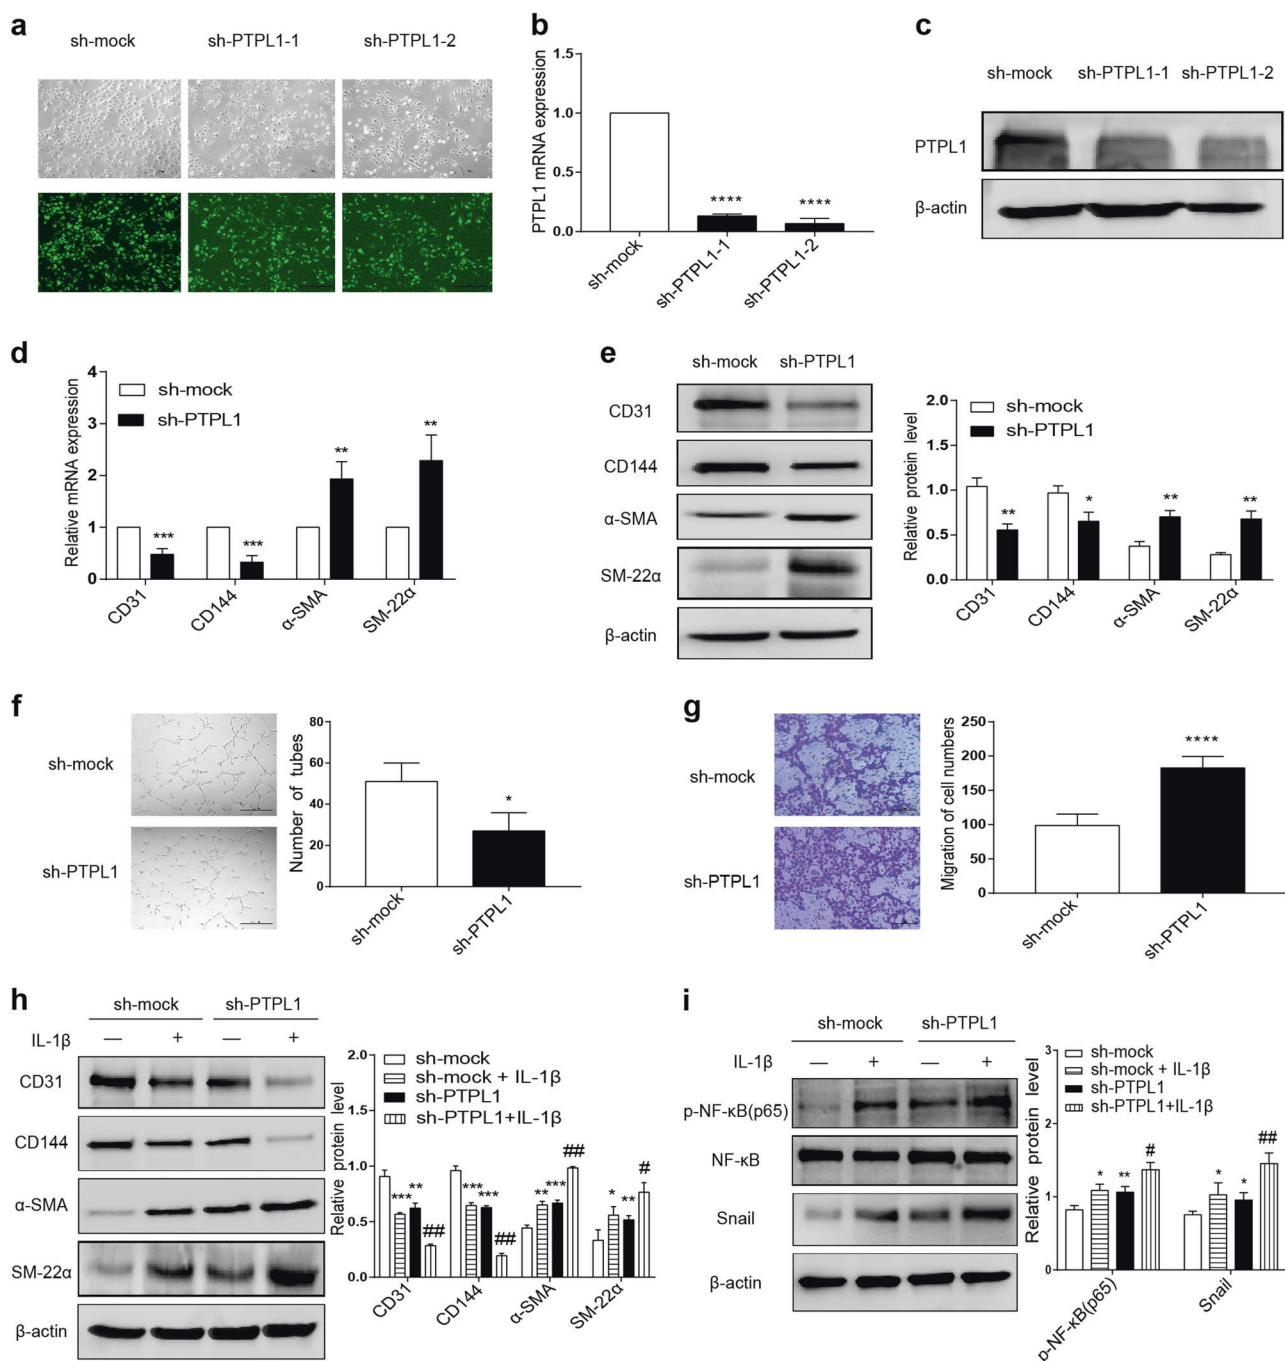 a
sh-mock sh-PTPL1-1 sh-PTPL1-2
b
PTPL1 mRNA expression
1.5
1.0
0.5
0.0
**** ****
sh-mock
sh-PTPL1-1
sh-PTPL1-2
c
sh-mock sh-PTPL1-1 sh-PTPL1-2
PTPL1
β-actin
d
Relative mRNA expression
4
3
2
1
0
sh-mock
sh-PTPL1
*** *** ** **
CD31
CD144
α-SMA
SM-22α
e
sh-mock sh-PTPL1
CD31
CD144
α-SMA
SM-22α
β-actin
Relative protein level
2.0
1.5
1.0
0.5
0.0
sh-mock
sh-PTPL1
** * ** **
CD31
CD144
α-SMA
SM-22α
f
sh-mock
sh-PTPL1
Number of tubes
80
60
40
20
0
*
sh-mock
sh-PTPL1
g
sh-mock
sh-PTPL1
Migration of cell numbers
250
200
150
100
50
0
****
sh-mock
sh-PTPL1
h
sh-mock sh-PTPL1
IL-1β — + — +
CD31
CD144
α-SMA
SM-22α
β-actin
Relative protein level
2.0
1.5
1.0
0.5
0.0
sh-mock
sh-mock + IL-1β
sh-PTPL1
sh-PTPL1+IL-1β
*** ** ## *** *** ## ** *** ## * ** #
CD31
CD144
α-SMA
SM-22α
i
sh-mock sh-PTPL1
IL-1β — + — +
p-NF-κB(p65)
NF-κB
Snail
β-actin
Relative protein level
3
2
1
0
sh-mock
sh-mock + IL-1β
sh-PTPL1
sh-PTPL1+IL-1β
* ** # * * ##
p-NF-κB(p65)
Snail